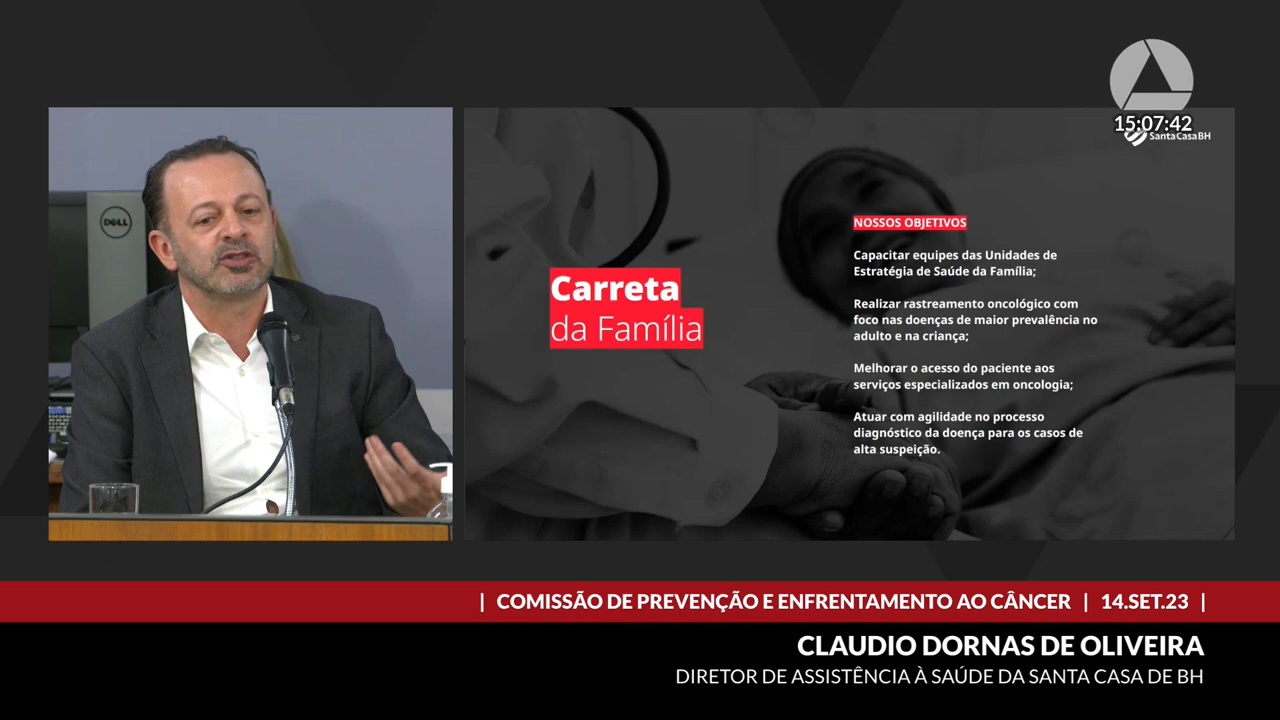 DELL
15:07:42
Santa Casa BH
Carreta
da Família
NOSSOS OBJETIVOS
Capacitar equipes das Unidades de
Estratégia de Saúde da Família;
Realizar rastreamento oncológico com
foco nas doenças de maior prevalência no
adulto e na criança;
Melhorar o acesso do paciente aos
serviços especializados em oncologia;
Atuar com agilidade no processo
diagnóstico da doença para os casos de
alta suspeição.
| COMISSÃO DE PREVENÇÃO E ENFRENTAMENTO AO CÂNCER | 14.SET.23 |
CLAUDIO DORNAS DE OLIVEIRA
DIRETOR DE ASSISTÊNCIA À SAÚDE DA SANTA CASA DE BH